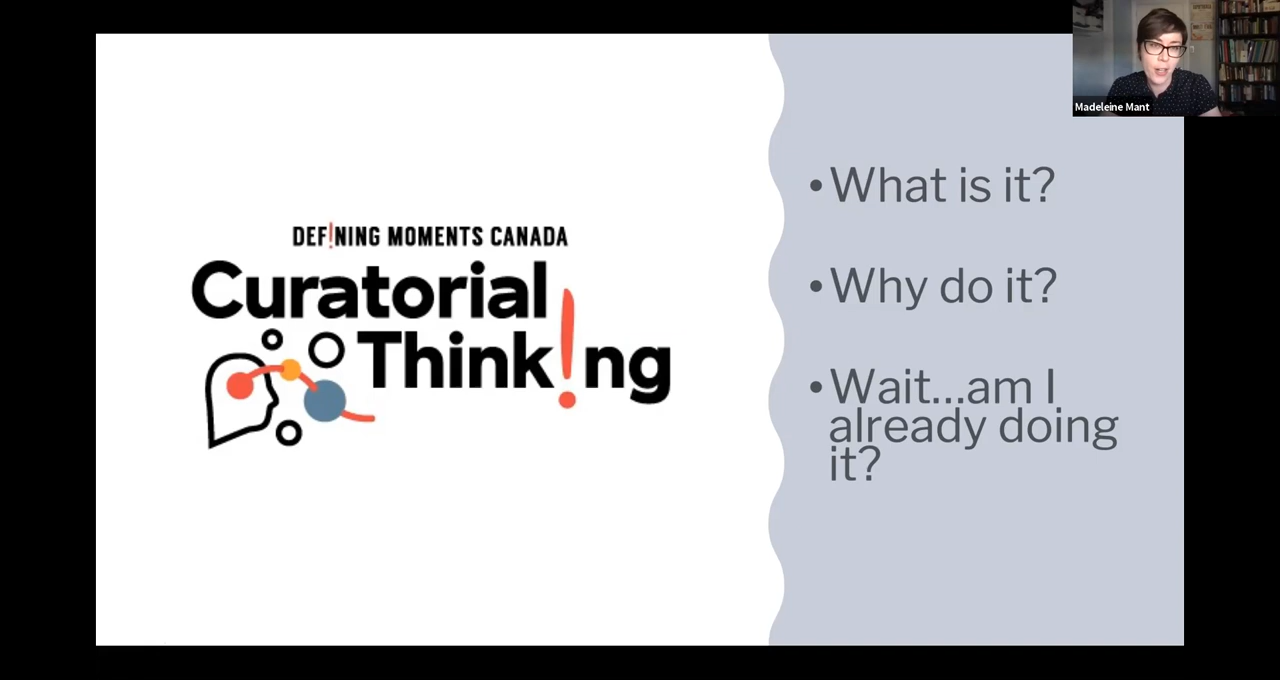 DEF!NING MOMENTS CANADA
Curatorial
Think!ng
•What is it?
•Why do it?
•Wait...am I
already doing
it?
Madeleine Mant